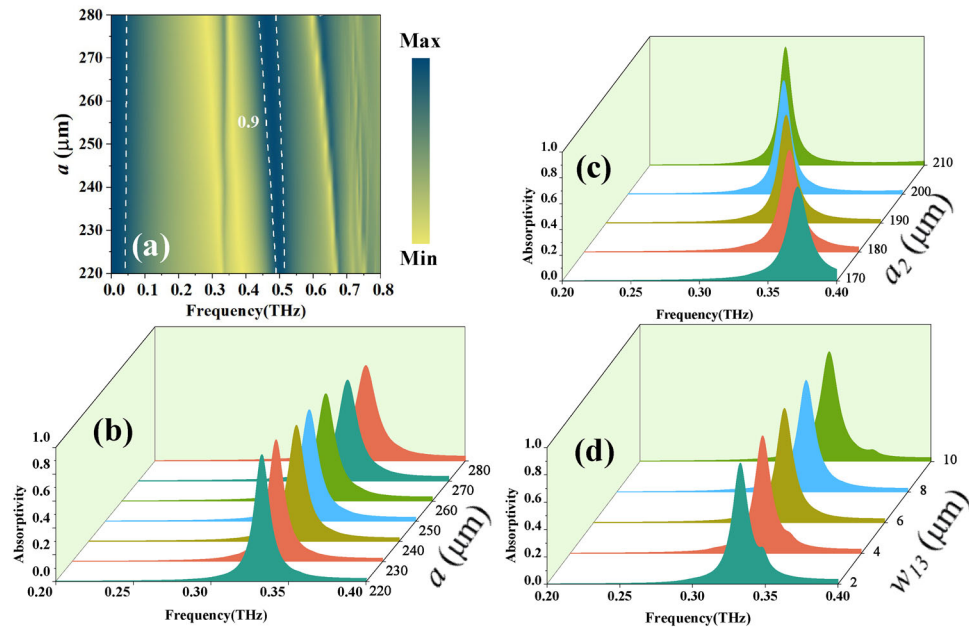 280
270
260
250
240
230
220
a (μm)
0.9
(a)
0.0 0.1 0.2 0.3 0.4 0.5 0.6 0.7 0.8
Frequency(THz)
Max
Min
(c)
1.0
0.8
0.6
0.4
0.2
0.0
Absorptivity
0.20 0.25 0.30 0.35 0.40
Frequency(THz)
210
200
190
180
170
a2 (μm)
(b)
1.0
0.8
0.6
0.4
0.2
0.0
Absorptivity
0.20 0.25 0.30 0.35 0.40
Frequency(THz)
280
270
260
250
240
230
220
a (μm)
(d)
1.0
0.8
0.6
0.4
0.2
0.0
Absorptivity
0.20 0.25 0.30 0.35 0.40
Frequency(THz)
10
8
6
4
2
w13 (μm)